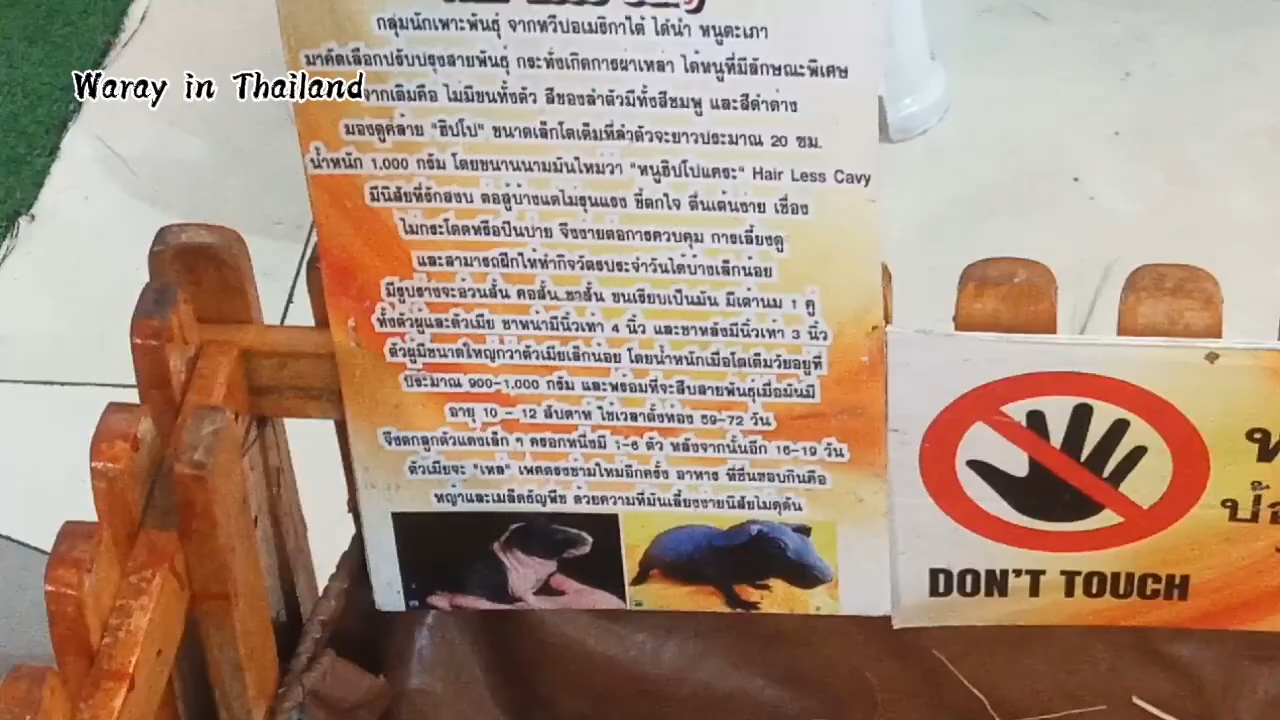 Waray in Thailand
กลุ่มนักเพาะพันธุ์ จากทวีปอเมริกาใต้ ได้นำ หนูตะเภา
มาคัดเลือกปรับปรุงสายพันธุ์ กระทั่งเกิดการผ่าเหล่า ได้หนูที่มีลักษณะพิเศษ
จากเดิมคือ ไม่มีขนทั้งตัว สีของลำตัวมีทั้งสีชมพู และสีดำด่าง
มองดูคล้าย "ฮิปโป" ขนาดเล็กโตเต็มที่ลำตัวจะยาวประมาณ 20 ซม.
น้ำหนัก 1,000 กรัม โดยขนานนามมันใหม่ว่า "หนูฮิปโปแคระ" Hair Less Cavy
มีนิสัยที่รักสงบ ต่อสู้บ้างแต่ไม่รุนแรง ขี้ตกใจ ตื่นเต้นง่าย เชื่อง
ไม่กระโดดหรือปีนป่าย จึงง่ายต่อการควบคุม การเลี้ยงดู
และสามารถฝึกให้ทำกิจวัตรประจำวันได้บ้างเล็กน้อย
มีรูปร่างจะอ้วนสั้น คอสั้น ขาสั้น ขนเรียบเป็นมัน มีเต้านม 1 คู่
ทั้งตัวผู้และตัวเมีย ขาหน้ามีนิ้วเท้า 4 นิ้ว และขาหลังมีนิ้วเท้า 3 นิ้ว
ตัวผู้มีขนาดใหญ่กว่าตัวเมียเล็กน้อย โดยน้ำหนักเมื่อโตเต็มวัยอยู่ที่
ประมาณ 900-1,000 กรัม และพร้อมที่จะสืบสายพันธุ์เมื่อมันมี
อายุ 10 - 12 สัปดาห์ ใช้เวลาตั้งท้อง 59-72 วัน
จึงตกลูกตัวแดงเล็ก ๆ ครอกหนึ่งมี 1-6 ตัว หลังจากนั้นอีก 16-19 วัน
ตัวเมียจะ "เหล่" เพศตรงข้ามใหม่อีกครั้ง อาหาร ที่ชื่นชอบกินคือ
หญ้าและเมล็ดธัญพืช ด้วยความที่มันเลี้ยงง่ายนิสัยไม่ดุดัน
DON'T TOUCH